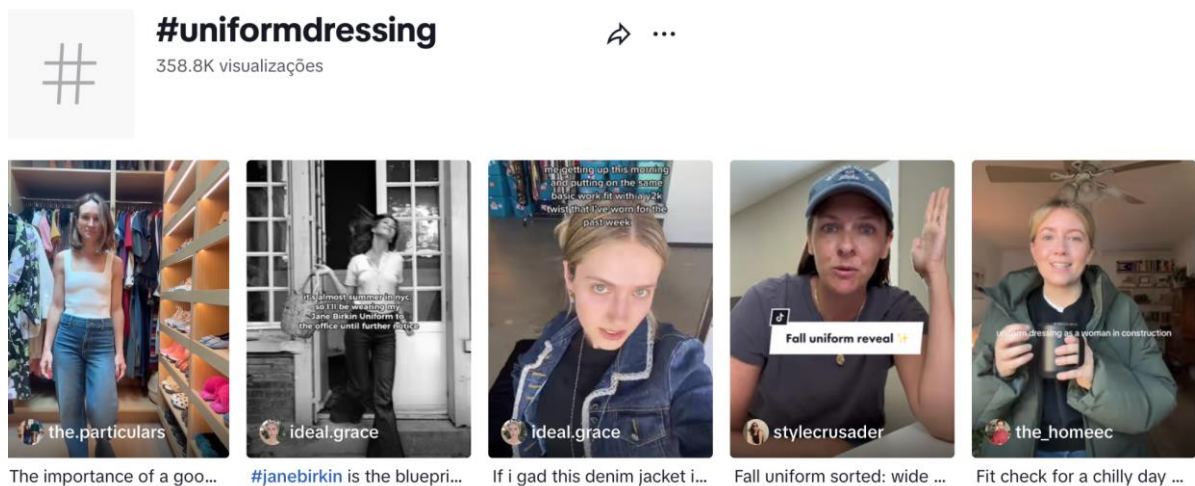 #uniformdressing
358.8K visualizações
the.particulars
The importance of a goo...
it's almost summer in nyc,
so I'll be wearing my
Jane Birkin Uniform to
the office until further notice
ideal.grace
#janebirkin is the bluepri...
me getting up this morning
and putting on the same
basic work fit with a y2k
twist that I've worn for the
past week
ideal.grace
If i gad this denim jacket i...
Fall uniform reveal ✨
stylecrusader
Fall uniform sorted: wide ...
uniform dressing as a woman in construction
the_homeec
Fit check for a chilly day ...